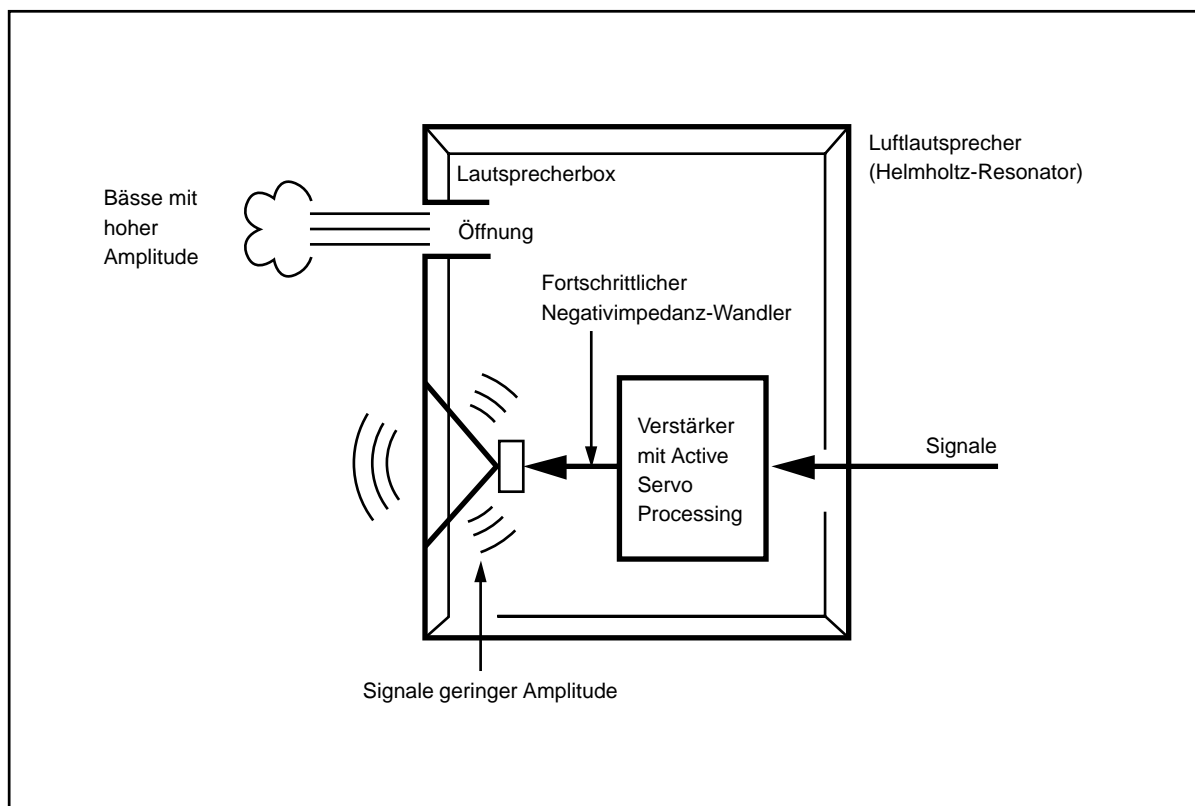 Luftlautsprecher
(Helmholtz-Resonator)
Lautsprecherbox
Bässe mit
hoher
Amplitude
Öffnung
Fortschrittlicher
Negativimpedanz-Wandler
Verstärker
mit Active
Servo
Processing
Signale
Signale geringer Amplitude